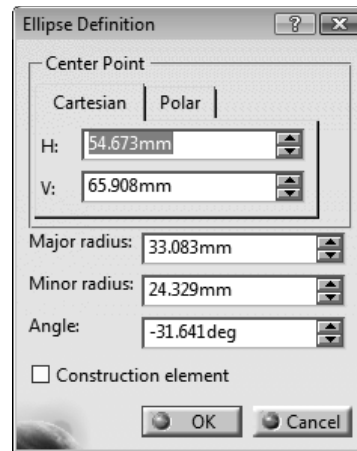 Ellipse Definition
Center Point
Cartesian Polar
H: 54.673mm
V: 65.908mm
Major radius: 33.083mm
Minor radius: 24.329mm
Angle: -31.641deg
Construction element
OK Cancel